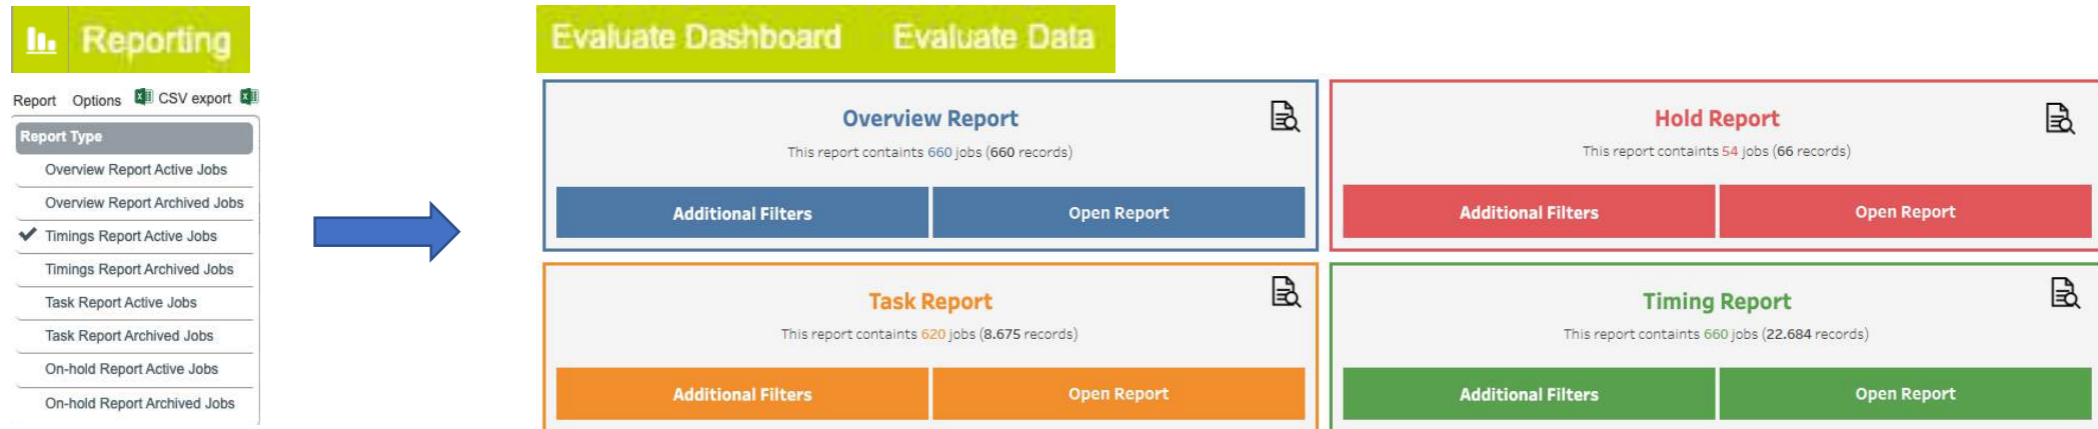 Reporting
Report Options CSV export
Report Type
Overview Report Active Jobs
Overview Report Archived Jobs
Timings Report Active Jobs
Timings Report Archived Jobs
Task Report Active Jobs
Task Report Archived Jobs
On-hold Report Active Jobs
On-hold Report Archived Jobs
Evaluate Dashboard Evaluate Data
Overview Report
This report containts 660 jobs (660 records)
Additional Filters Open Report
Hold Report
This report containts 54 jobs (66 records)
Additional Filters Open Report
Task Report
This report containts 620 jobs (8.675 records)
Additional Filters Open Report
Timing Report
This report containts 660 jobs (22.684 records)
Additional Filters Open Report